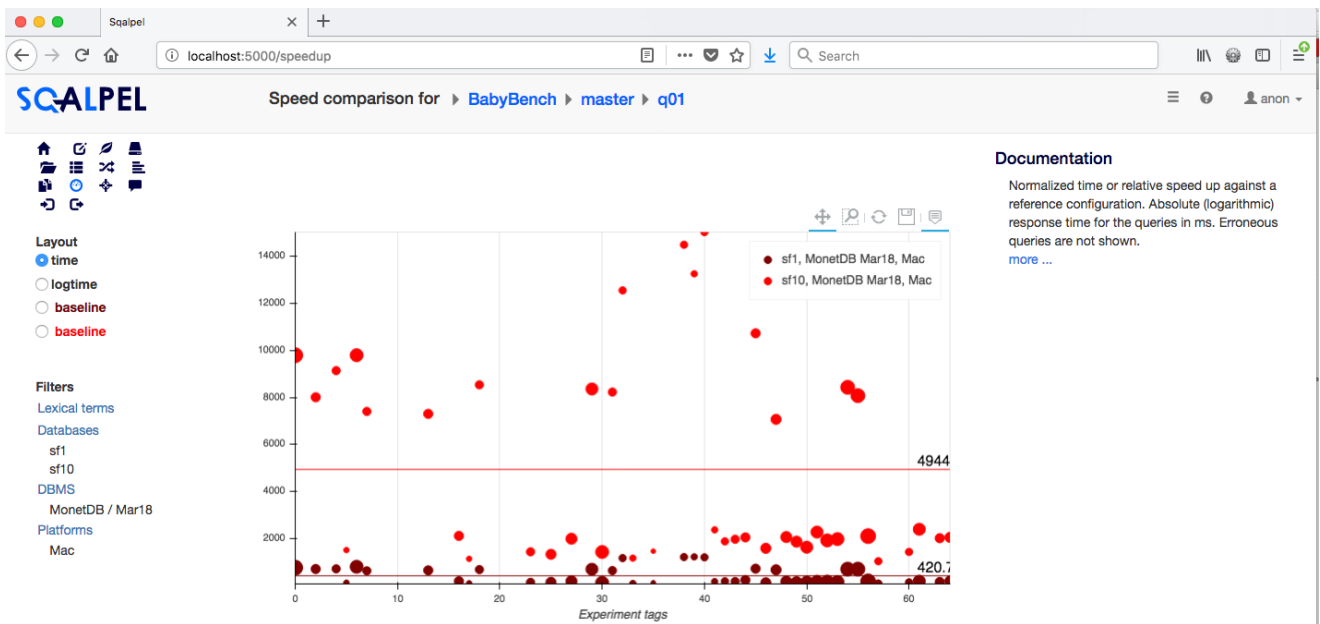 Sqalpel
localhost:5000/speedup
Search
SQALPEL
Speed comparison for BabyBench master q01
anon
Layout
time
logtime
baseline
baseline
Filters
Lexical terms
Databases
sf1
sf10
DBMS
MonetDB / Mar18
Platforms
Mac
14000
12000
10000
8000
6000
4000
2000
sf1, MonetDB Mar18, Mac
sf10, MonetDB Mar18, Mac
4944
420.7
0 10 20 30 40 50 60
Experiment tags
Documentation
Normalized time or relative speed up against a
reference configuration. Absolute (logarithmic)
response time for the queries in ms. Erroneous
queries are not shown.
more ...